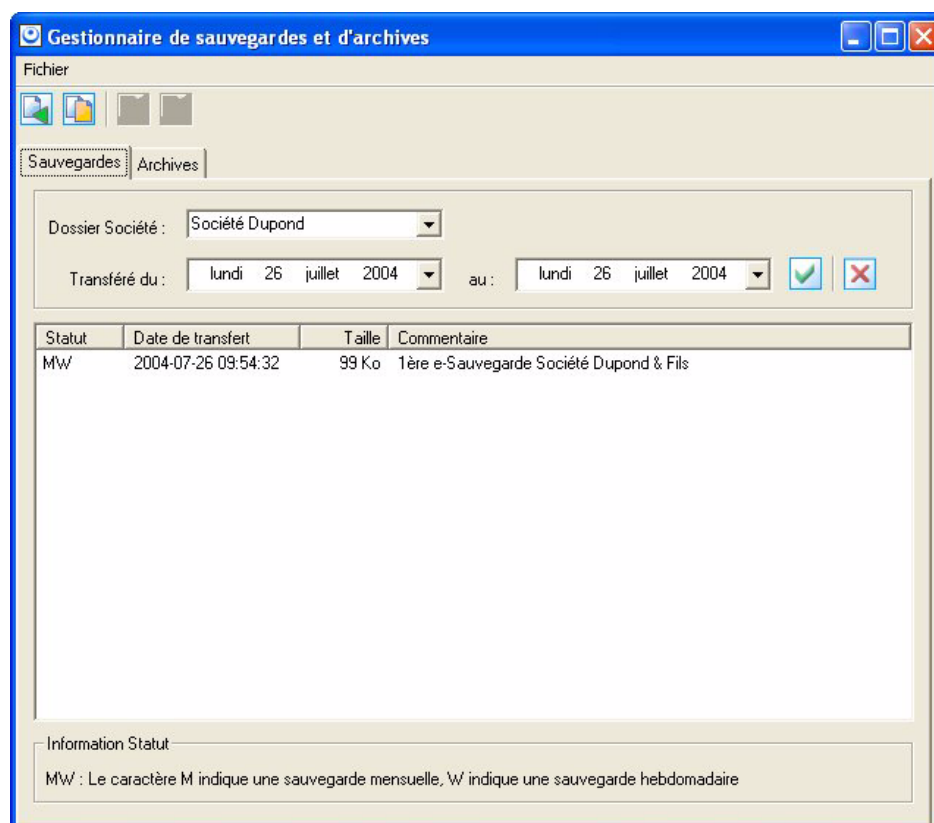 Gestionnaire de sauvegardes et d'archives
Fichier
Sauvegardes Archives
Dossier Société : Société Dupond
Transféré du : lundi 26 juillet 2004 au : lundi 26 juillet 2004
Statut Date de transfert Taille Commentaire
MW 2004-07-26 09:54:32 99 Ko 1ère e-Sauvegarde Société Dupond & Fils
Information Statut
MW : Le caractère M indique une sauvegarde mensuelle, W indique une sauvegarde hebdomadaire